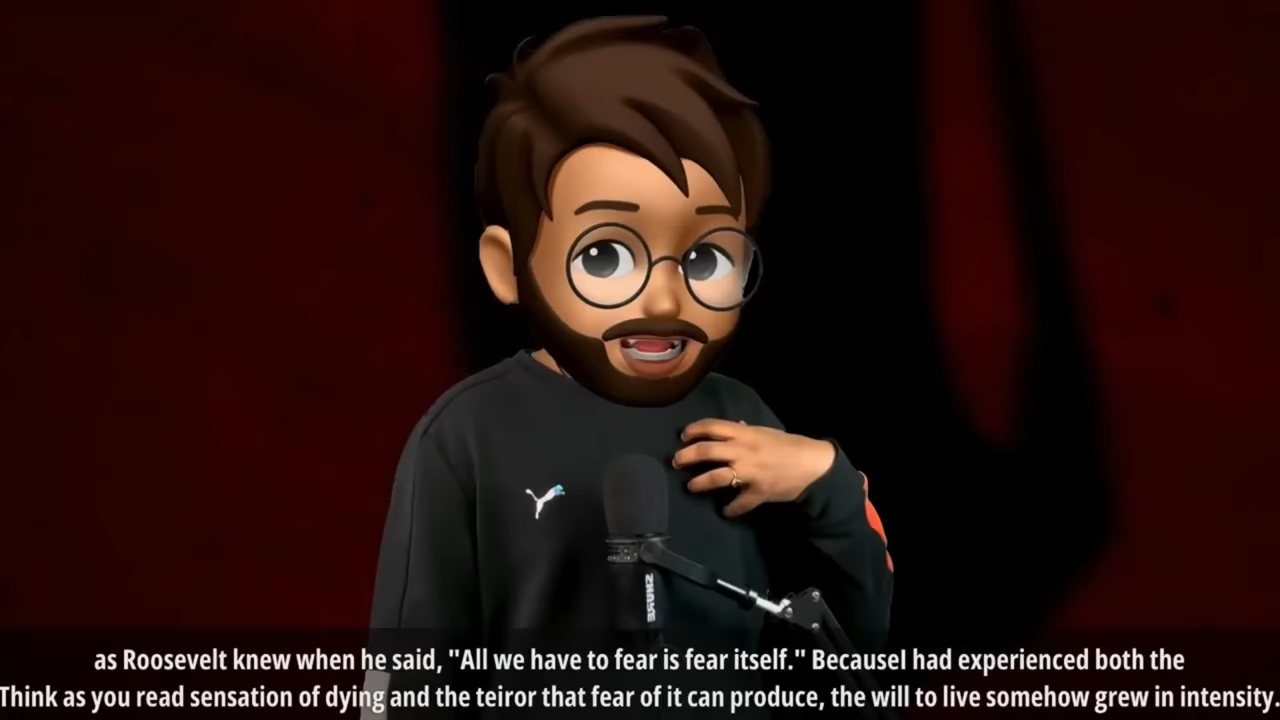 SHURE
as Roosevelt knew when he said, "All we have to fear is fear itself." BecauseI had experienced both the
Think as you read sensation of dying and the teiror that fear of it can produce, the will to live somehow grew in intensity.